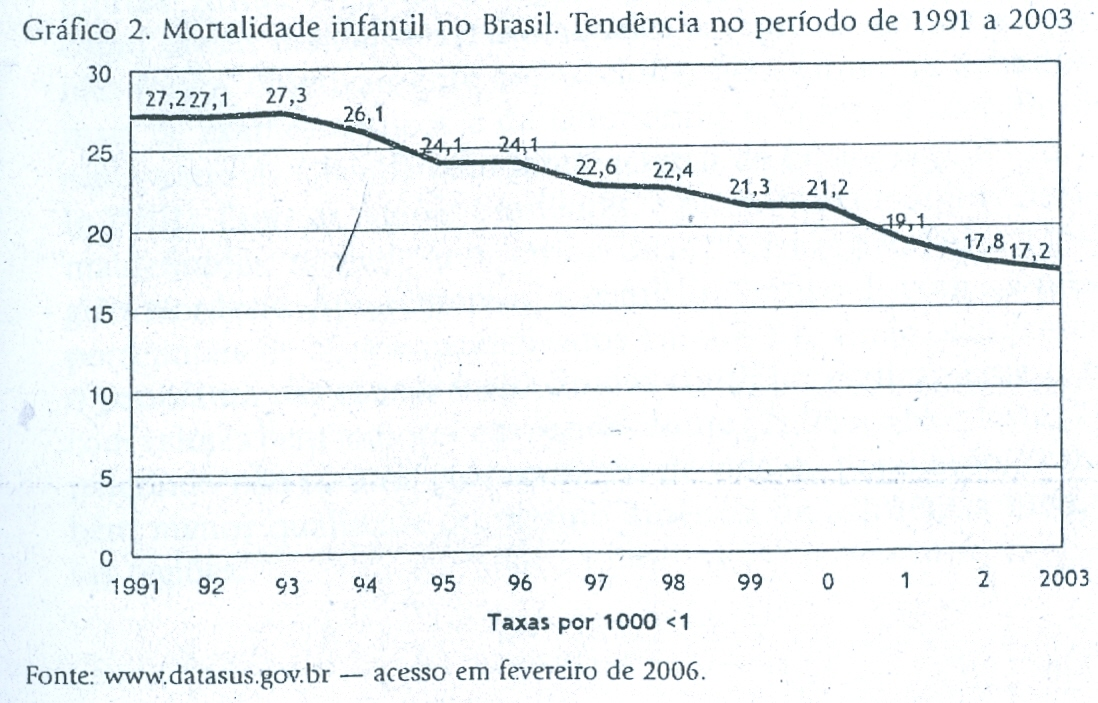 Gráfico 2. Mortalidade infantil no Brasil. Tendência no período de 1991 a 2003
30
27,2 27,1 27,3 26,1 24,1 24,1 22,6 22,4 21,3 21,2 19,1 17,8 17,2
25
20
15
10
5
0
1991 92 93 94 95 96 97 98 99 0 1 2 2003
Taxas por 1000 <1
Fonte: www.datasus.gov.br — acesso em fevereiro de 2006.